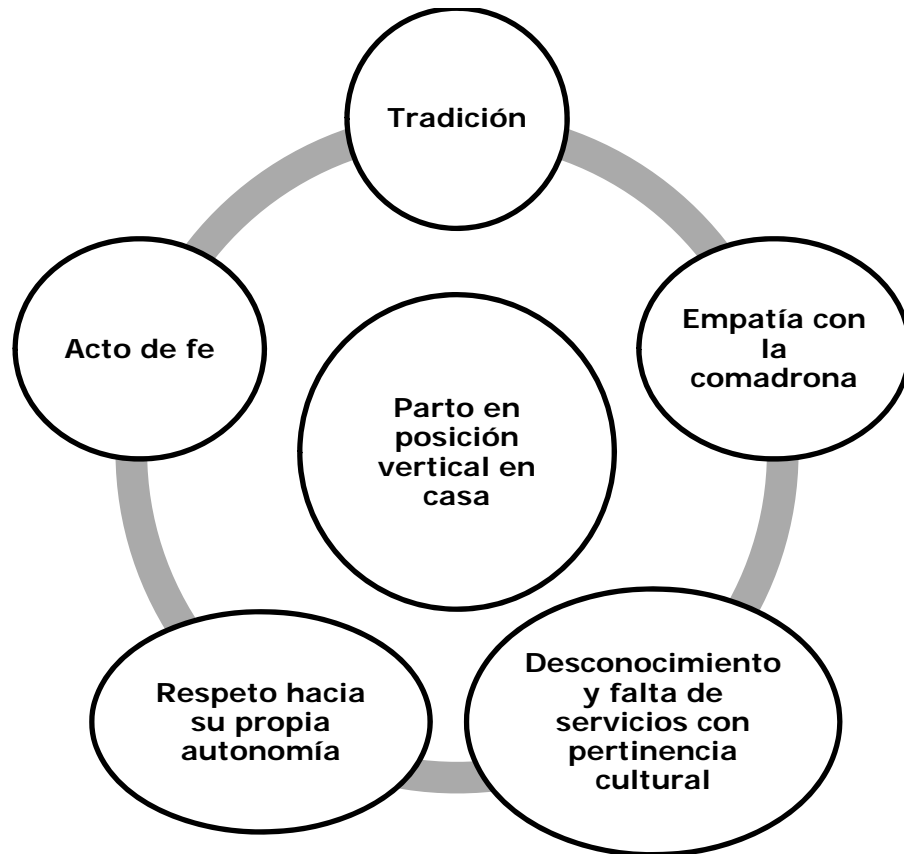 Tradición
Empatía con
la
comadrona
Desconocimiento
y falta de
servicios con
pertinencia
cultural
Respeto hacia
su propia
autonomía
Acto de fe
Parto en
posición
vertical en
casa